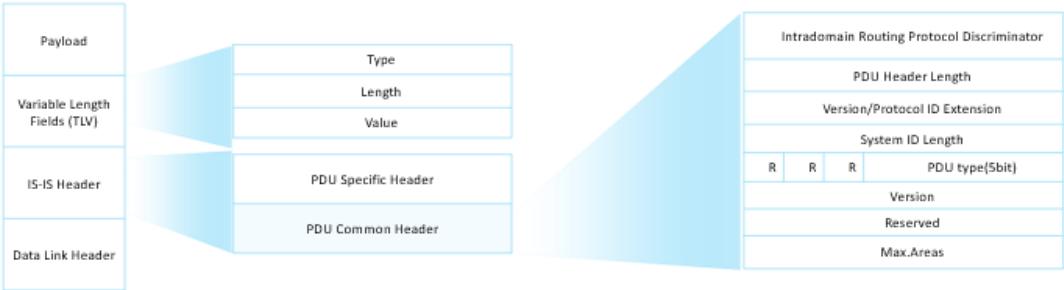 Payload
Variable Length
Fields (TLV)
IS-IS Header
Data Link Header
Type
Length
Value
PDU Specific Header
PDU Common Header
Intradomain Routing Protocol Discriminator
PDU Header Length
Version/Protocol ID Extension
System ID Length
R R R PDU type(5bit)
Version
Reserved
Max.Areas